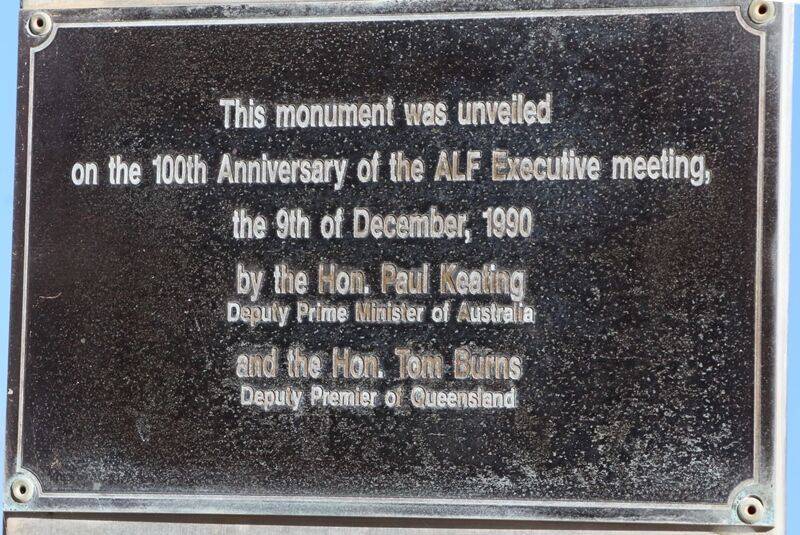 This monument was unveiled
on the 100th Anniversary of the ALF Executive meeting,
the 9th of December, 1990
by the Hon. Paul Keating
Deputy Prime Minister of Australia
and the Hon. Tom Burns
Deputy Premier of Queensland